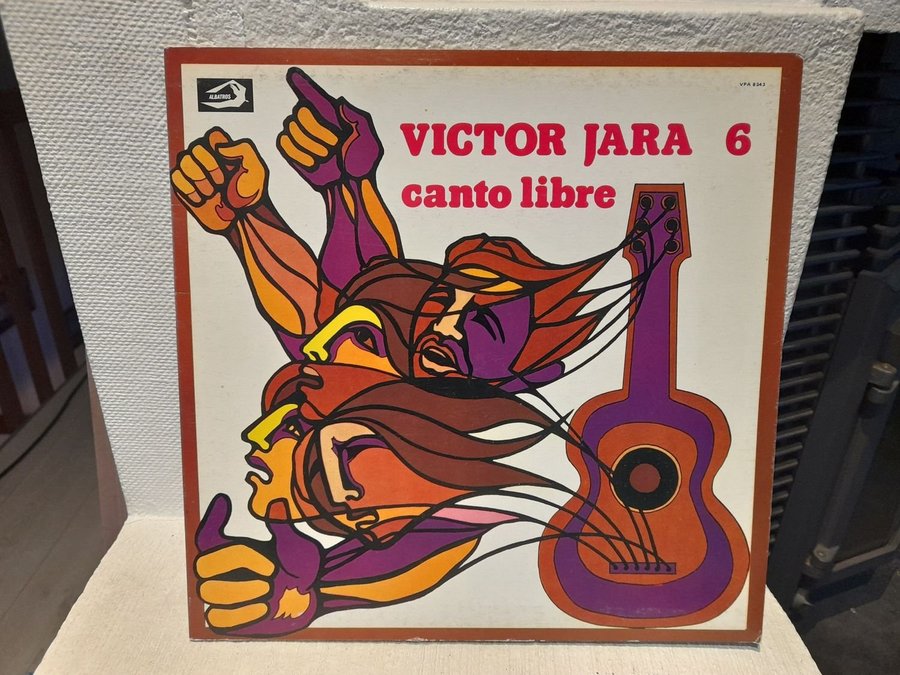 ALBATROS
VPA 8343
VICTOR JARA 6
canto libre